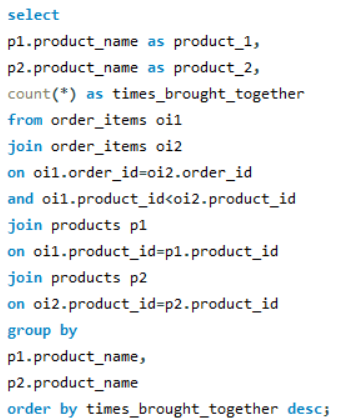 select
p1.product_name as product_1,
p2.product_name as product_2,
count(*) as times_brought_together
from order_items oi1
join order_items oi2
on oi1.order_id=oi2.order_id
and oi1.product_id<oi2.product_id
join products p1
on oi1.product_id=p1.product_id
join products p2
on oi2.product_id=p2.product_id
group by
p1.product_name,
p2.product_name
order by times_brought_together desc;